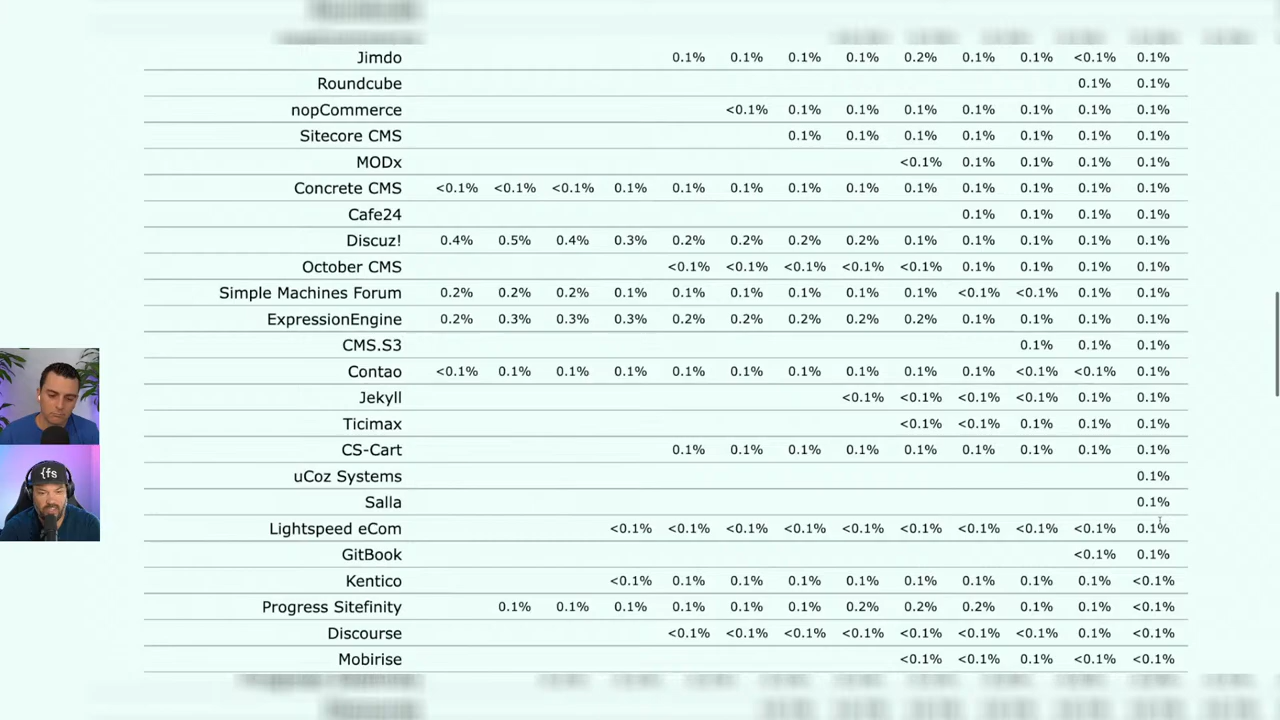 Jimdo 0.1% 0.1% 0.1% 0.1% 0.2% 0.1% 0.1% <0.1% 0.1%
Roundcube 0.1% 0.1%
nopCommerce <0.1% 0.1% 0.1% 0.1% 0.1% 0.1% 0.1% 0.1%
Sitecore CMS 0.1% 0.1% 0.1% 0.1% 0.1% 0.1% 0.1%
MODx <0.1% 0.1% 0.1% 0.1% 0.1%
Concrete CMS <0.1% <0.1% <0.1% 0.1% 0.1% 0.1% 0.1% 0.1% 0.1% 0.1% 0.1% 0.1% 0.1%
Cafe24 0.1% 0.1% 0.1% 0.1%
Discuz! 0.4% 0.5% 0.4% 0.3% 0.2% 0.2% 0.2% 0.2% 0.1% 0.1% 0.1% 0.1% 0.1%
October CMS <0.1% <0.1% <0.1% <0.1% <0.1% 0.1% 0.1% 0.1% 0.1%
Simple Machines Forum 0.2% 0.2% 0.2% 0.1% 0.1% 0.1% 0.1% 0.1% 0.1% <0.1% <0.1% 0.1% 0.1%
ExpressionEngine 0.2% 0.3% 0.3% 0.3% 0.2% 0.2% 0.2% 0.2% 0.2% 0.1% 0.1% 0.1% 0.1%
CMS.S3 0.1% 0.1% 0.1%
Contao <0.1% 0.1% 0.1% 0.1% 0.1% 0.1% 0.1% 0.1% 0.1% 0.1% <0.1% <0.1% 0.1%
Jekyll <0.1% <0.1% <0.1% <0.1% 0.1% 0.1%
Ticimax <0.1% <0.1% 0.1% 0.1% 0.1%
CS-Cart 0.1% 0.1% 0.1% 0.1% 0.1% 0.1% 0.1% 0.1% 0.1%
uCoz Systems 0.1%
{fs
Salla 0.1%
Lightspeed eCom <0.1% <0.1% <0.1% <0.1% <0.1% <0.1% <0.1% <0.1% <0.1% 0.1%
GitBook <0.1% 0.1%
Kentico <0.1% 0.1% 0.1% 0.1% 0.1% 0.1% 0.1% 0.1% 0.1% <0.1%
Progress Sitefinity 0.1% 0.1% 0.1% 0.1% 0.1% 0.1% 0.2% 0.2% 0.2% 0.1% 0.1% <0.1%
Discourse <0.1% <0.1% <0.1% <0.1% <0.1% <0.1% <0.1% 0.1% <0.1%
Mobirise <0.1% <0.1% 0.1% <0.1% <0.1%